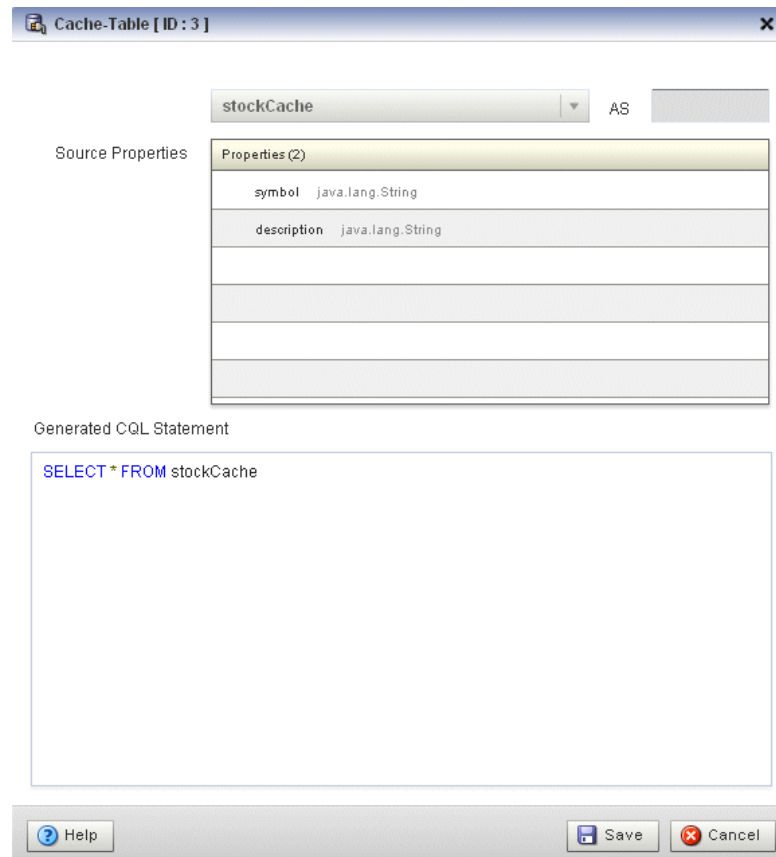 Cache-Table [ ID : 3 ]
stockCache AS
Source Properties
Properties (2)
symbol java.lang.String
description java.lang.String
Generated CQL Statement
SELECT * FROM stockCache
Help Save Cancel